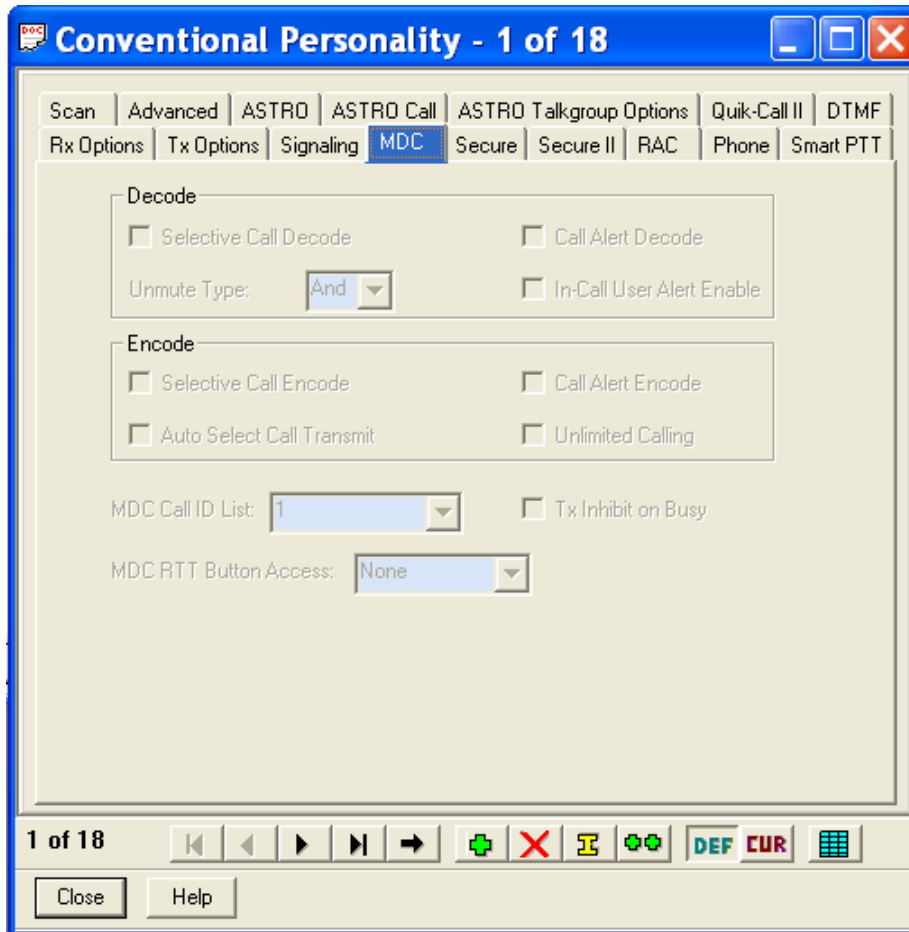 DOC
Conventional Personality - 1 of 18
Scan Advanced ASTRO ASTRO Call ASTRO Talkgroup Options Quik-Call II DTMF
Rx Options Tx Options Signaling MDC Secure Secure II RAC Phone Smart PTT
Decode
Selective Call Decode Call Alert Decode
Unmute Type: And In-Call User Alert Enable
Encode
Selective Call Encode Call Alert Encode
Auto Select Call Transmit Unlimited Calling
MDC Call ID List: 1 Tx Inhibit on Busy
MDC RTT Button Access: None
1 of 18 DEF CUR
Close Help